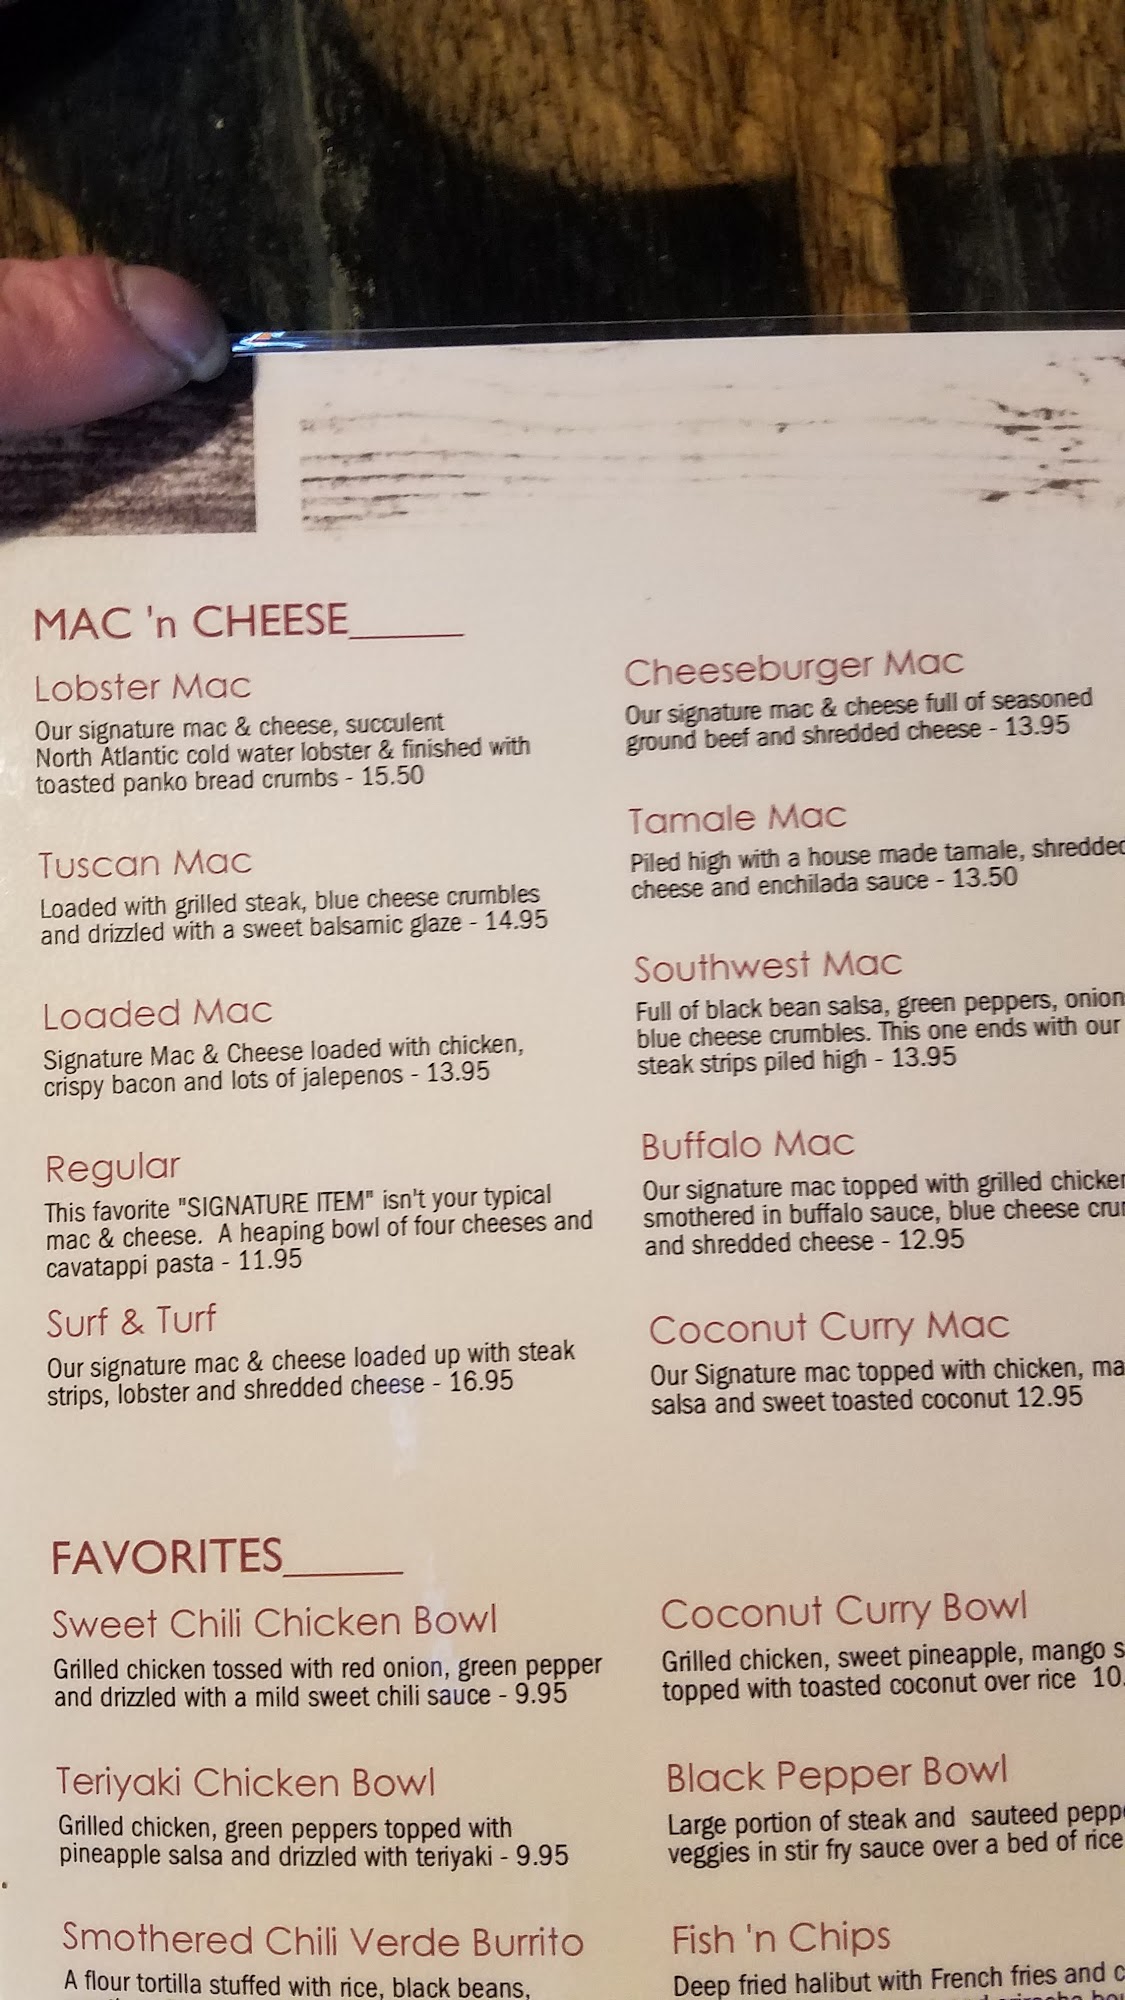 MAC 'n CHEESE_____
Lobster Mac
Our signature mac & cheese, succulent
North Atlantic cold water lobster & finished with
toasted panko bread crumbs - 15.50
Tuscan Mac
Loaded with grilled steak, blue cheese crumbles
and drizzled with a sweet balsamic glaze - 14.95
Loaded Mac
Signature Mac & Cheese loaded with chicken,
crispy bacon and lots of jalepenos - 13.95
Regular
This favorite "SIGNATURE ITEM" isn't your typical
mac & cheese. A heaping bowl of four cheeses and
cavatappi pasta - 11.95
Surf & Turf
Our signature mac & cheese loaded up with steak
strips, lobster and shredded cheese - 16.95
Cheeseburger Mac
Our signature mac & cheese full of seasoned
ground beef and shredded cheese - 13.95
Tamale Mac
Piled high with a house made tamale, shredded
cheese and enchilada sauce - 13.50
Southwest Mac
Full of black bean salsa, green peppers, onion
blue cheese crumbles. This one ends with our
steak strips piled high - 13.95
Buffalo Mac
Our signature mac topped with grilled chicken
smothered in buffalo sauce, blue cheese
and shredded cheese - 12.95
Coconut Curry Mac
Our Signature mac topped with chicken,
salsa and sweet toasted coconut 12.95
FAVORITES_____
Sweet Chili Chicken Bowl
Grilled chicken tossed with red onion, green pepper
and drizzled with a mild sweet chili sauce - 9.95
Teriyaki Chicken Bowl
Grilled chicken, green peppers topped with
pineapple salsa and drizzled with teriyaki - 9.95
Smothered Chili Verde Burrito
A flour tortilla stuffed with rice, black beans,
Coconut Curry Bowl
Grilled chicken, sweet pineapple, mango
topped with toasted coconut over rice 10.
Black Pepper Bowl
Large portion of steak and sauteed
veggies in stir fry sauce over a bed of rice
Fish 'n Chips
Deep fried halibut with French fries and